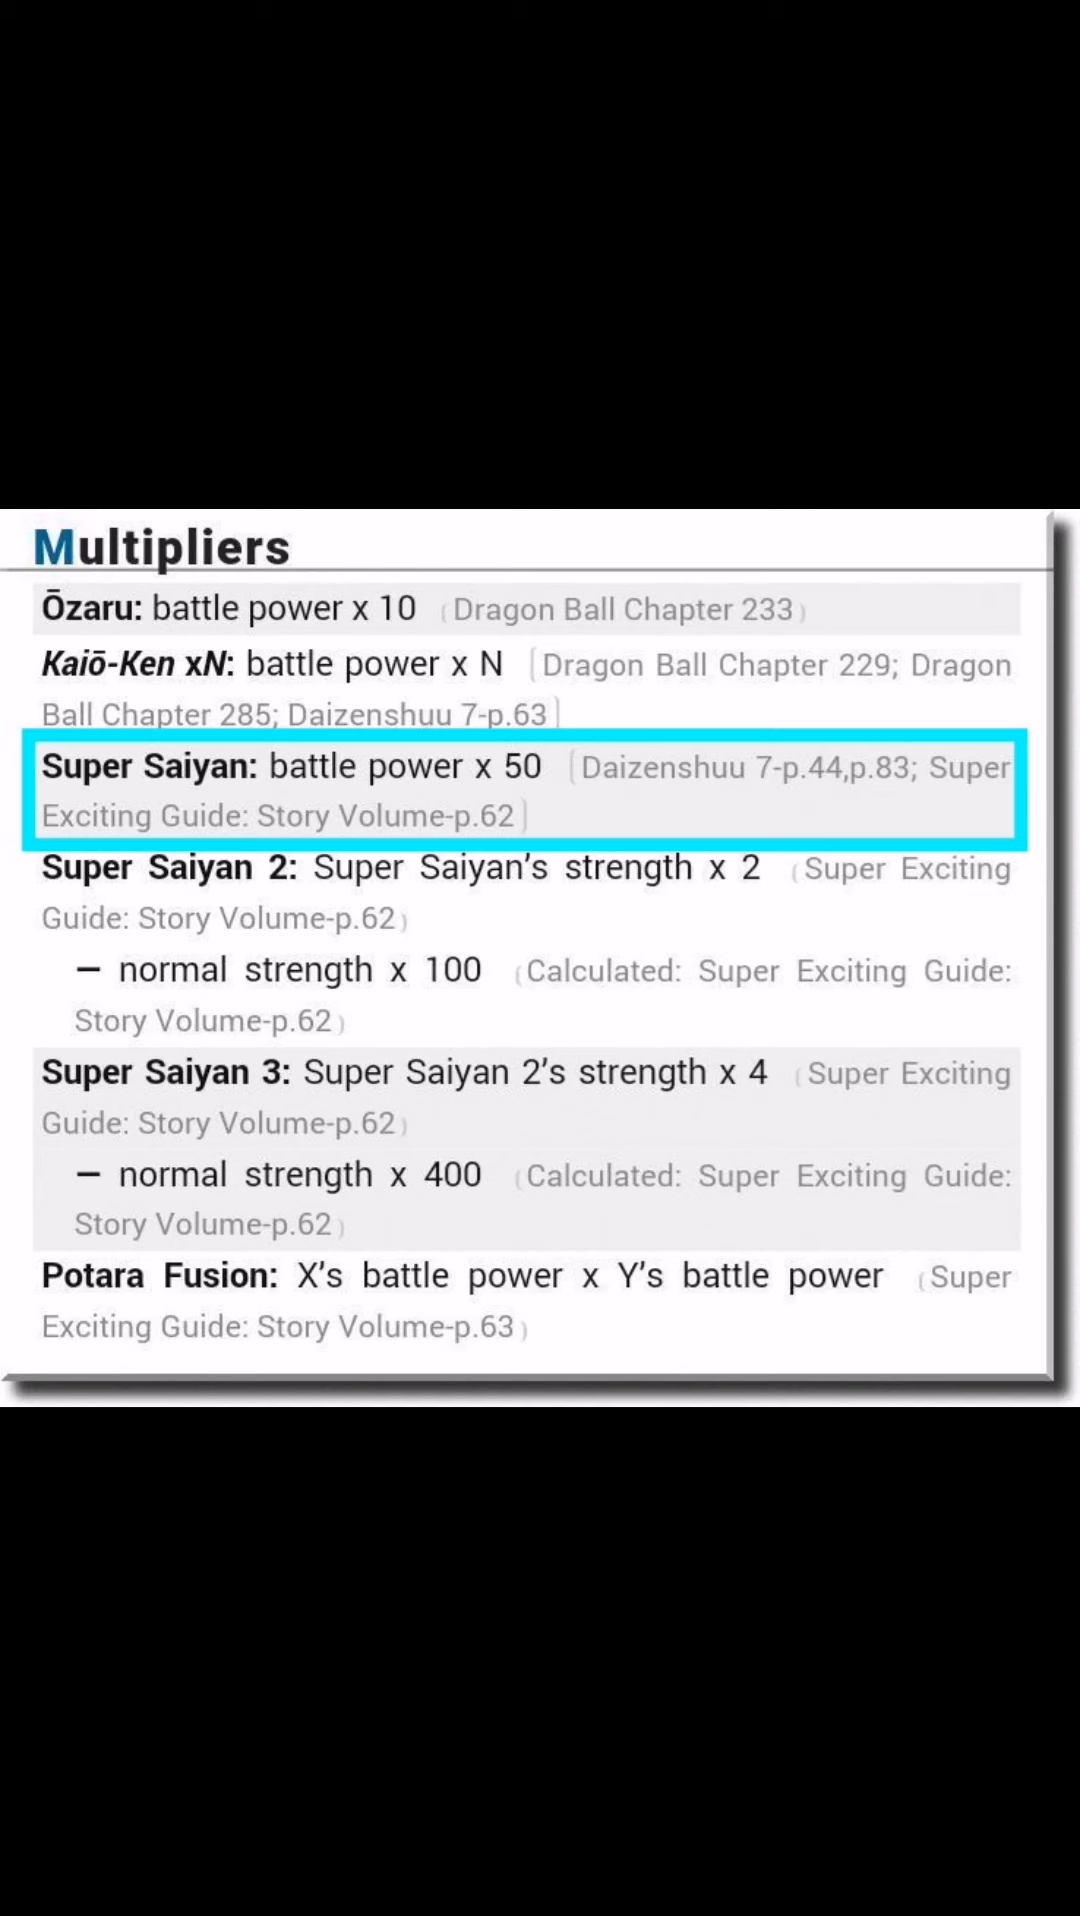 Multipliers
Ōzaru: battle power x 10 (Dragon Ball Chapter 233)
Kaiō-Ken xN: battle power x N [Dragon Ball Chapter 229; Dragon
Ball Chapter 285; Daizenshuu 7-p.63]
Super Saiyan: battle power x 50 [Daizenshuu 7-p.44,p.83; Super
Exciting Guide: Story Volume-p.62]
Super Saiyan 2: Super Saiyan’s strength x 2 (Super Exciting
Guide: Story Volume-p.62)
— normal strength x 100 (Calculated: Super Exciting Guide:
Story Volume-p.62)
Super Saiyan 3: Super Saiyan 2’s strength x 4 (Super Exciting
Guide: Story Volume-p.62)
— normal strength x 400 (Calculated: Super Exciting Guide:
Story Volume-p.62)
Potara Fusion: X’s battle power x Y’s battle power (Super
Exciting Guide: Story Volume-p.63)